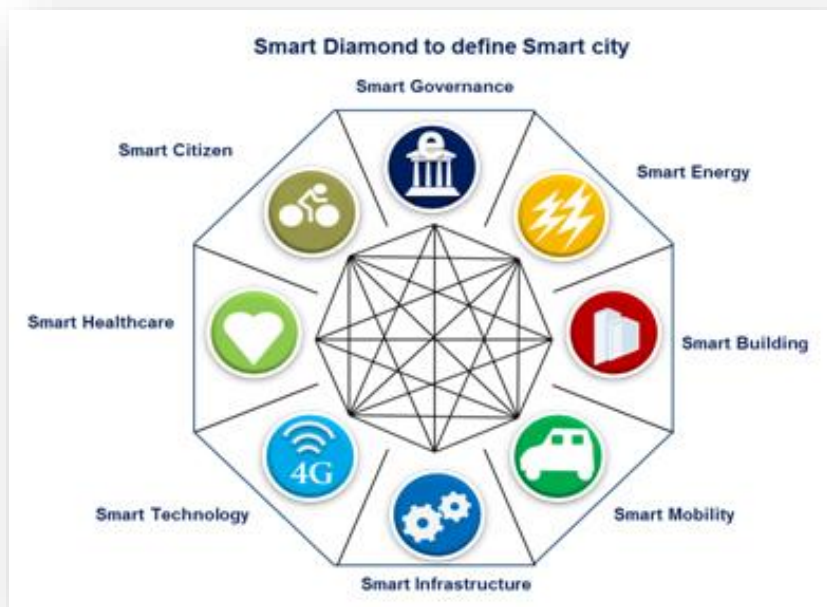 Smart Diamond to define Smart city
Smart Governance
Smart Citizen
Smart Energy
Smart Healthcare
Smart Building
4G
Smart Technology
Smart Mobility
Smart Infrastructure